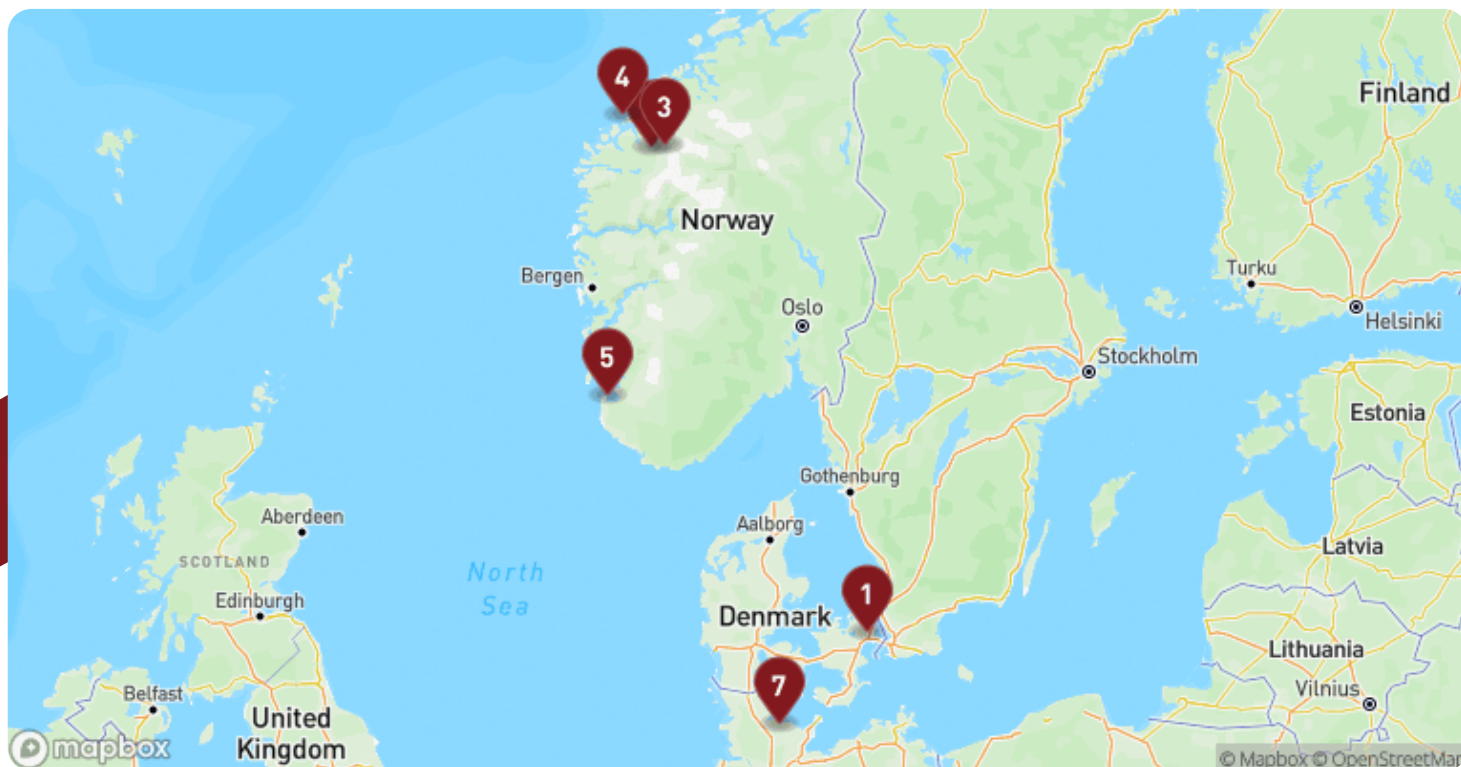 4
3
Finland
Norway
Bergen
Turku
Oslo
Helsinki
5
Stockholm
Estonia
Gothenburg
Aberdeen
Aalborg
SCOTLAND
Latvia
North
Sea
Edinburgh
1
Denmark
Lithuania
7
Belfast
Vilnius
United
Kingdom
mapbox
© Mapbox © OpenStreetMap